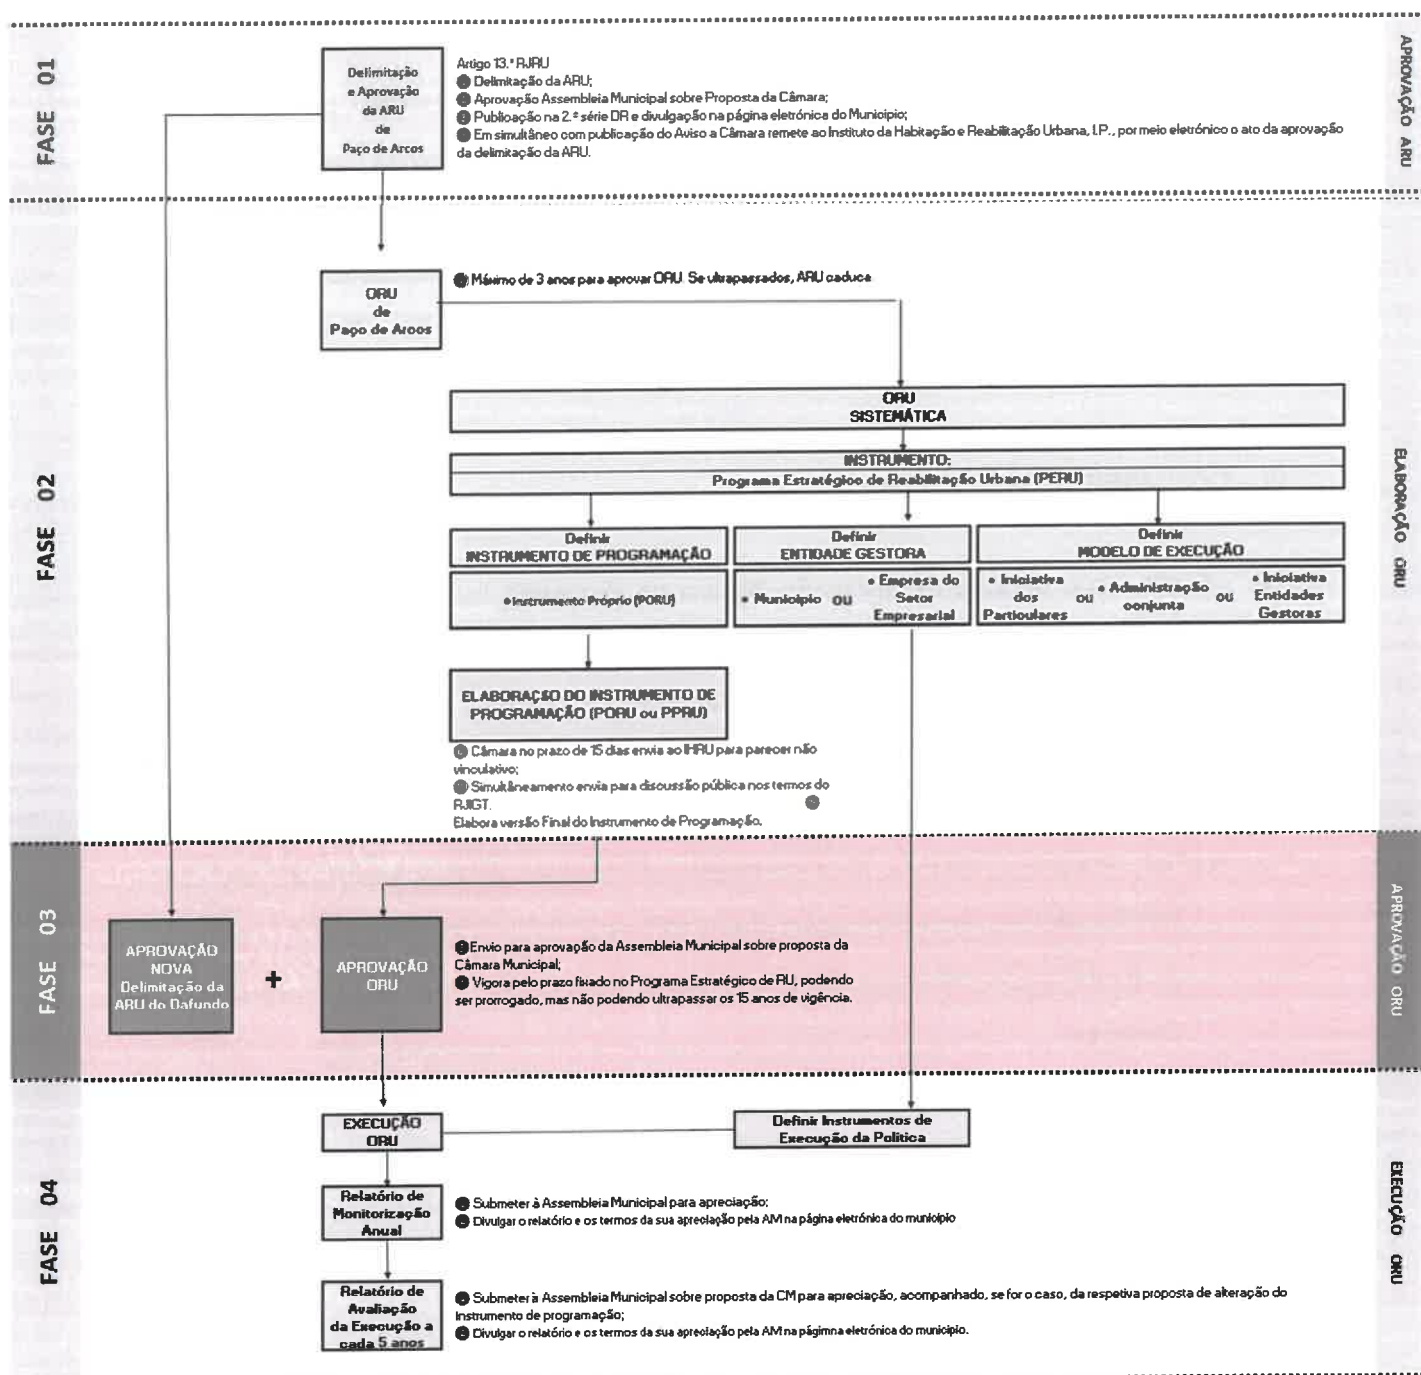 FASE 01
Delimitação
e Aprovação
da ARU
de
Paço de Arcos
Artigo 13.º RJRU
Delimitação da ARU;
Aprovação Assembleia Municipal sobre Proposta da Câmara;
Publicação na 2.ª série DR e divulgação na página eletrónica do Municipio;
Em simultâneo com publicação do Aviso a Câmara remete ao Instituto da Habitação e Reabilitação Urbana, I.P., por meio eletrónico o ato da aprovação
da delimitação da ARU.
APROVAÇÃO ARU
FASE 02
ORU
de
Paço de Arcos
Máximo de 3 anos para aprovar ORU. Se ultrapassados, ARU caduca
ORU
SISTEMÁTICA
INSTRUMENTO:
Programa Estratégico de Reabilitação Urbana (PERU)
Definir
INSTRUMENTO DE PROGRAMAÇÃO
• Instrumento Próprio (PORU)
Definir
ENTIDADE GESTORA
• Município ou • Empresa do
Setor
Empresarial
Definir
MODELO DE EXECUÇÃO
• Iniciativa
dos
Particulares
ou
• Administração
conjunta
ou
• Iniciativa
Entidades
Gestoras
ELABORAÇÃO DO INSTRUMENTO DE
PROGRAMAÇÃO (PORU ou PPRU)
Câmara no prazo de 15 dias envia ao IHRU para parecer não
vinculativo;
Simultâneamento envia para discussão pública nos termos do
RJIGT.
Elabora versão Final do Instrumento de Programação.
ELABORAÇÃO ORU
FASE 03
APROVAÇÃO
NOVA
Delimitação da
ARU do Dafundo
+
APROVAÇÃO
ORU
Envio para aprovação da Assembleia Municipal sobre proposta da
Câmara Municipal;
Vigora pelo prazo fixado no Programa Estratégico de RU, podendo
ser prorrogado, mas não podendo ultrapassar os 15 anos de vigência.
APROVAÇÃO ORU
FASE 04
EXECUÇÃO
ORU
Definir Instrumentos de
Execução da Política
Relatório de
Monitorização
Anual
Submeter à Assembleia Municipal para apreciação;
Divulgar o relatório e os termos da sua apreciação pela AM na página eletrónica do município
Relatório de
Avaliação
da Execução a
cada 5 anos
Submeter à Assembleia Municipal sobre proposta da CM para apreciação, acompanhado, se for o caso, da respetiva proposta de alteração do
Instrumento de programação;
Divulgar o relatório e os termos da sua apreciação pela AM na págimna eletrónica do município.
EXECUÇÃO ORU